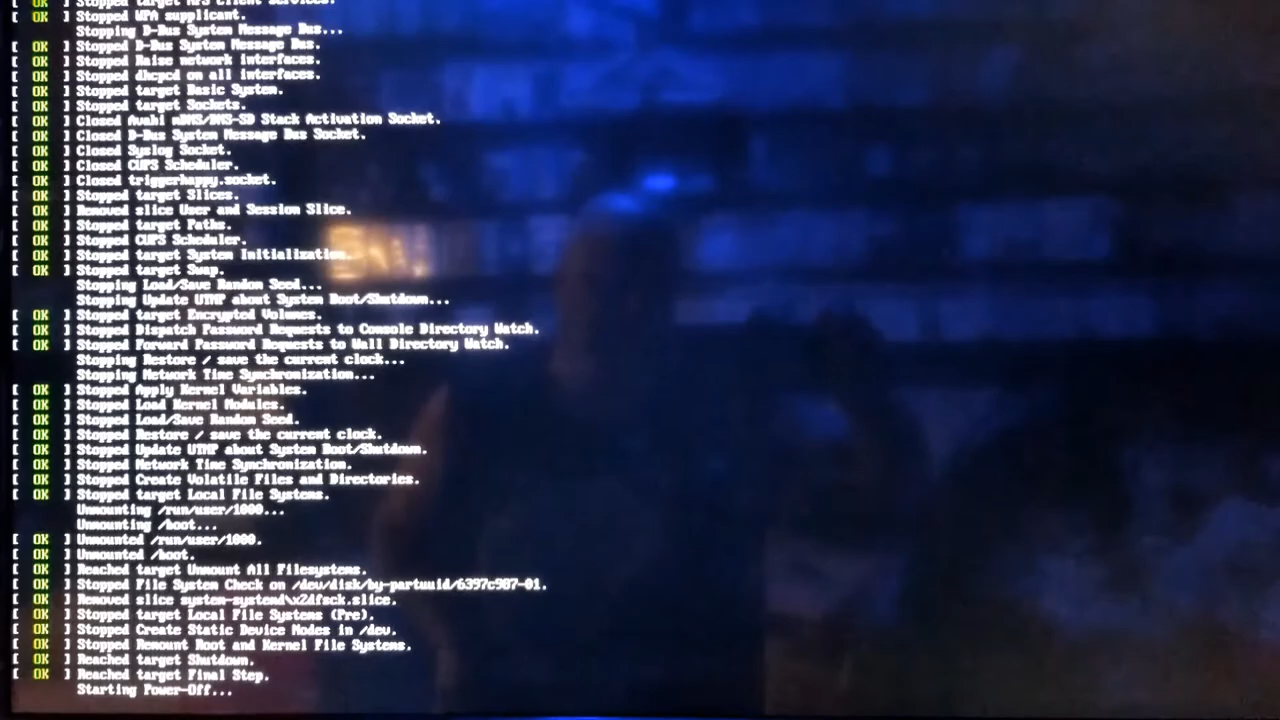 [ OK ] Stopped target NFS client services.
[ OK ] Stopped WPA supplicant.
Stopping D-Bus System Message Bus...
[ OK ] Stopped D-Bus System Message Bus.
[ OK ] Stopped Raise network interfaces.
[ OK ] Stopped dhcpcd on all interfaces.
[ OK ] Stopped target Basic System.
[ OK ] Stopped target Sockets.
[ OK ] Closed Avahi mDNS/DNS-SD Stack Activation Socket.
[ OK ] Closed D-Bus System Message Bus Socket.
[ OK ] Closed Syslog Socket.
[ OK ] Closed CUPS Scheduler.
[ OK ] Closed triggerhappy.socket.
[ OK ] Stopped target Slices.
[ OK ] Removed slice User and Session Slice.
[ OK ] Stopped target Paths.
[ OK ] Stopped CUPS Scheduler.
[ OK ] Stopped target System Initialization.
[ OK ] Stopped target Swap.
Stopping Load/Save Random Seed...
Stopping Update UTMP about System Boot/Shutdown...
[ OK ] Stopped target Encrypted Volumes.
[ OK ] Stopped Dispatch Password Requests to Console Directory Watch.
[ OK ] Stopped Forward Password Requests to Wall Directory Watch.
Stopping Restore / save the current clock...
Stopping Network Time Synchronization...
[ OK ] Stopped Apply Kernel Variables.
[ OK ] Stopped Load Kernel Modules.
[ OK ] Stopped Load/Save Random Seed.
[ OK ] Stopped Restore / save the current clock.
[ OK ] Stopped Update UTMP about System Boot/Shutdown.
[ OK ] Stopped Network Time Synchronization.
[ OK ] Stopped Create Volatile Files and Directories.
[ OK ] Stopped target Local File Systems.
Unmounting /run/user/1000...
Unmounting /boot...
[ OK ] Unmounted /run/user/1000.
[ OK ] Unmounted /boot.
[ OK ] Reached target Unmount All Filesystems.
[ OK ] Stopped File System Check on /dev/disk/by-partuuid/6397c987-01.
[ OK ] Removed slice system-systemd\x2dfsck.slice.
[ OK ] Stopped target Local File Systems (Pre).
[ OK ] Stopped Create Static Device Nodes in /dev.
[ OK ] Stopped Remount Root and Kernel File Systems.
[ OK ] Reached target Shutdown.
[ OK ] Reached target Final Step.
Starting Power-Off...